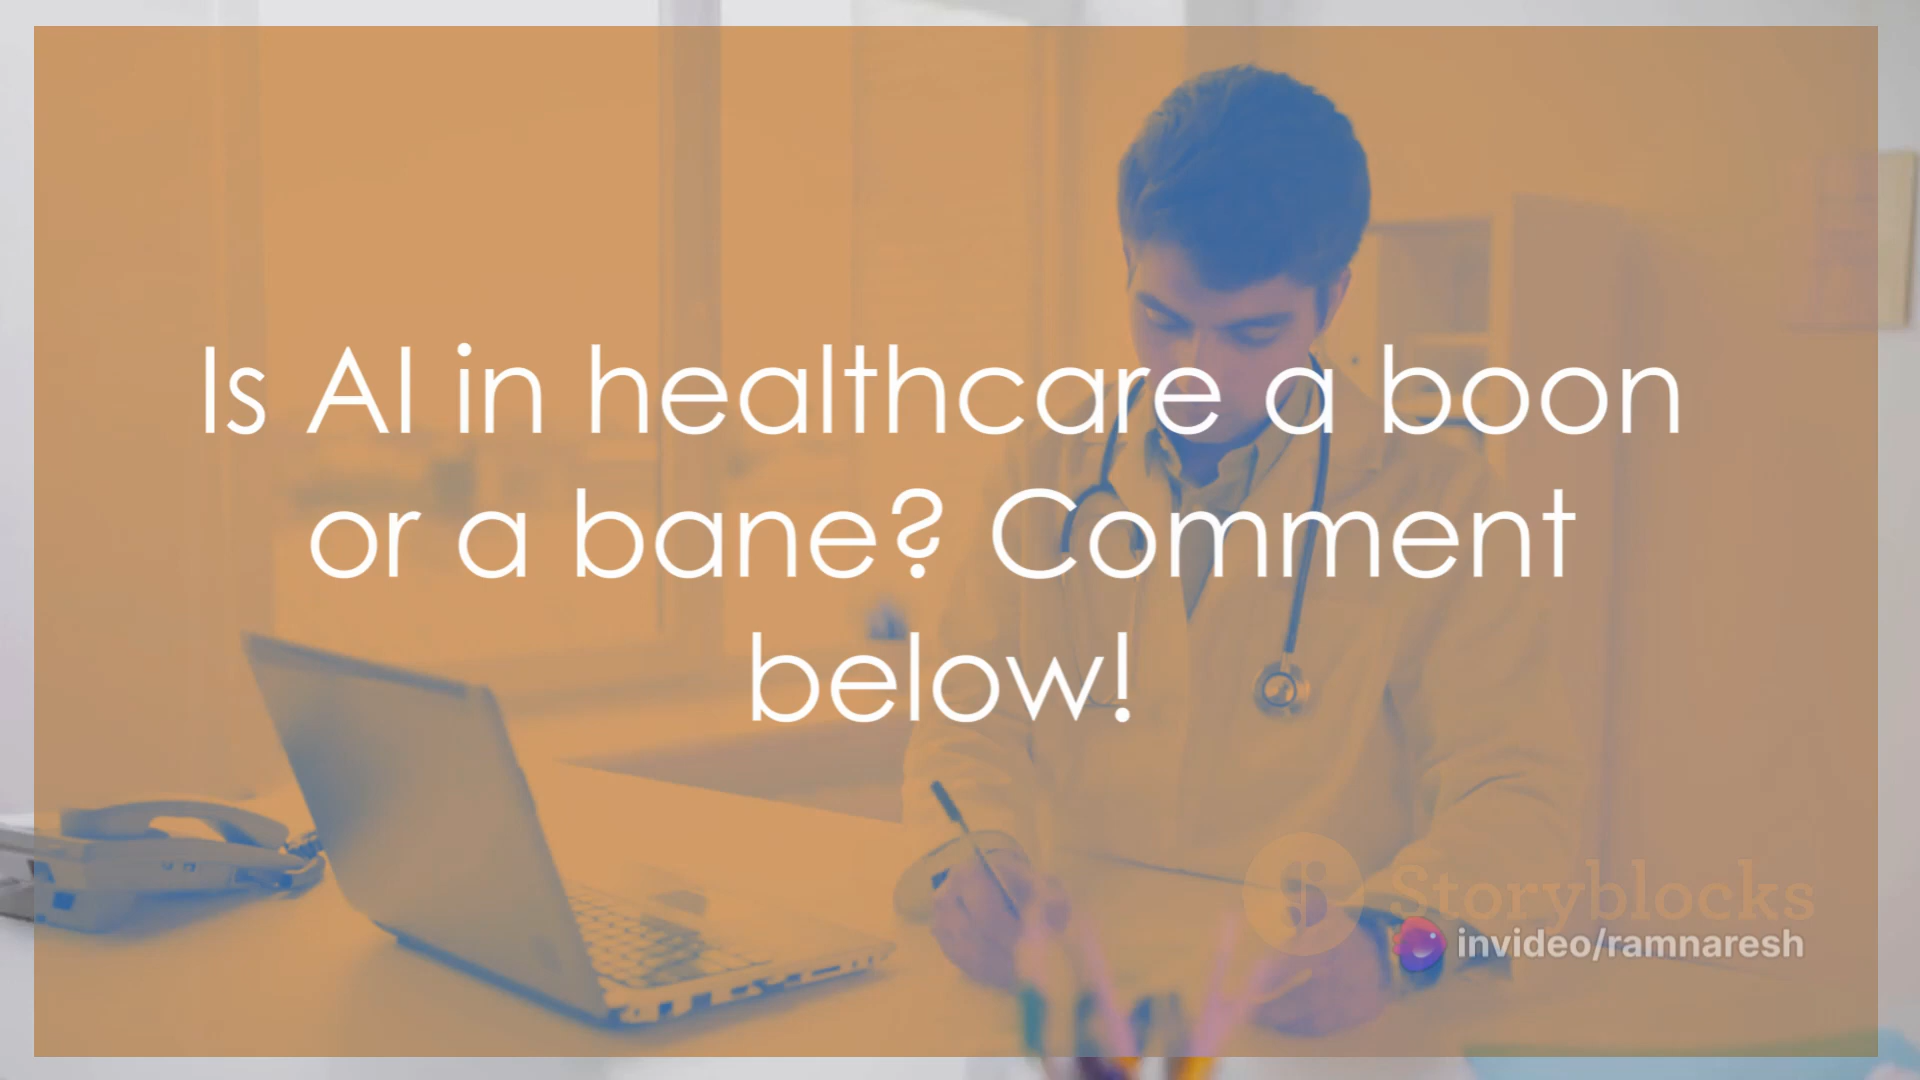 Is AI in healthcare a boon
or a bane? Comment
below!
Storyblocks
invideo/ramnaresh